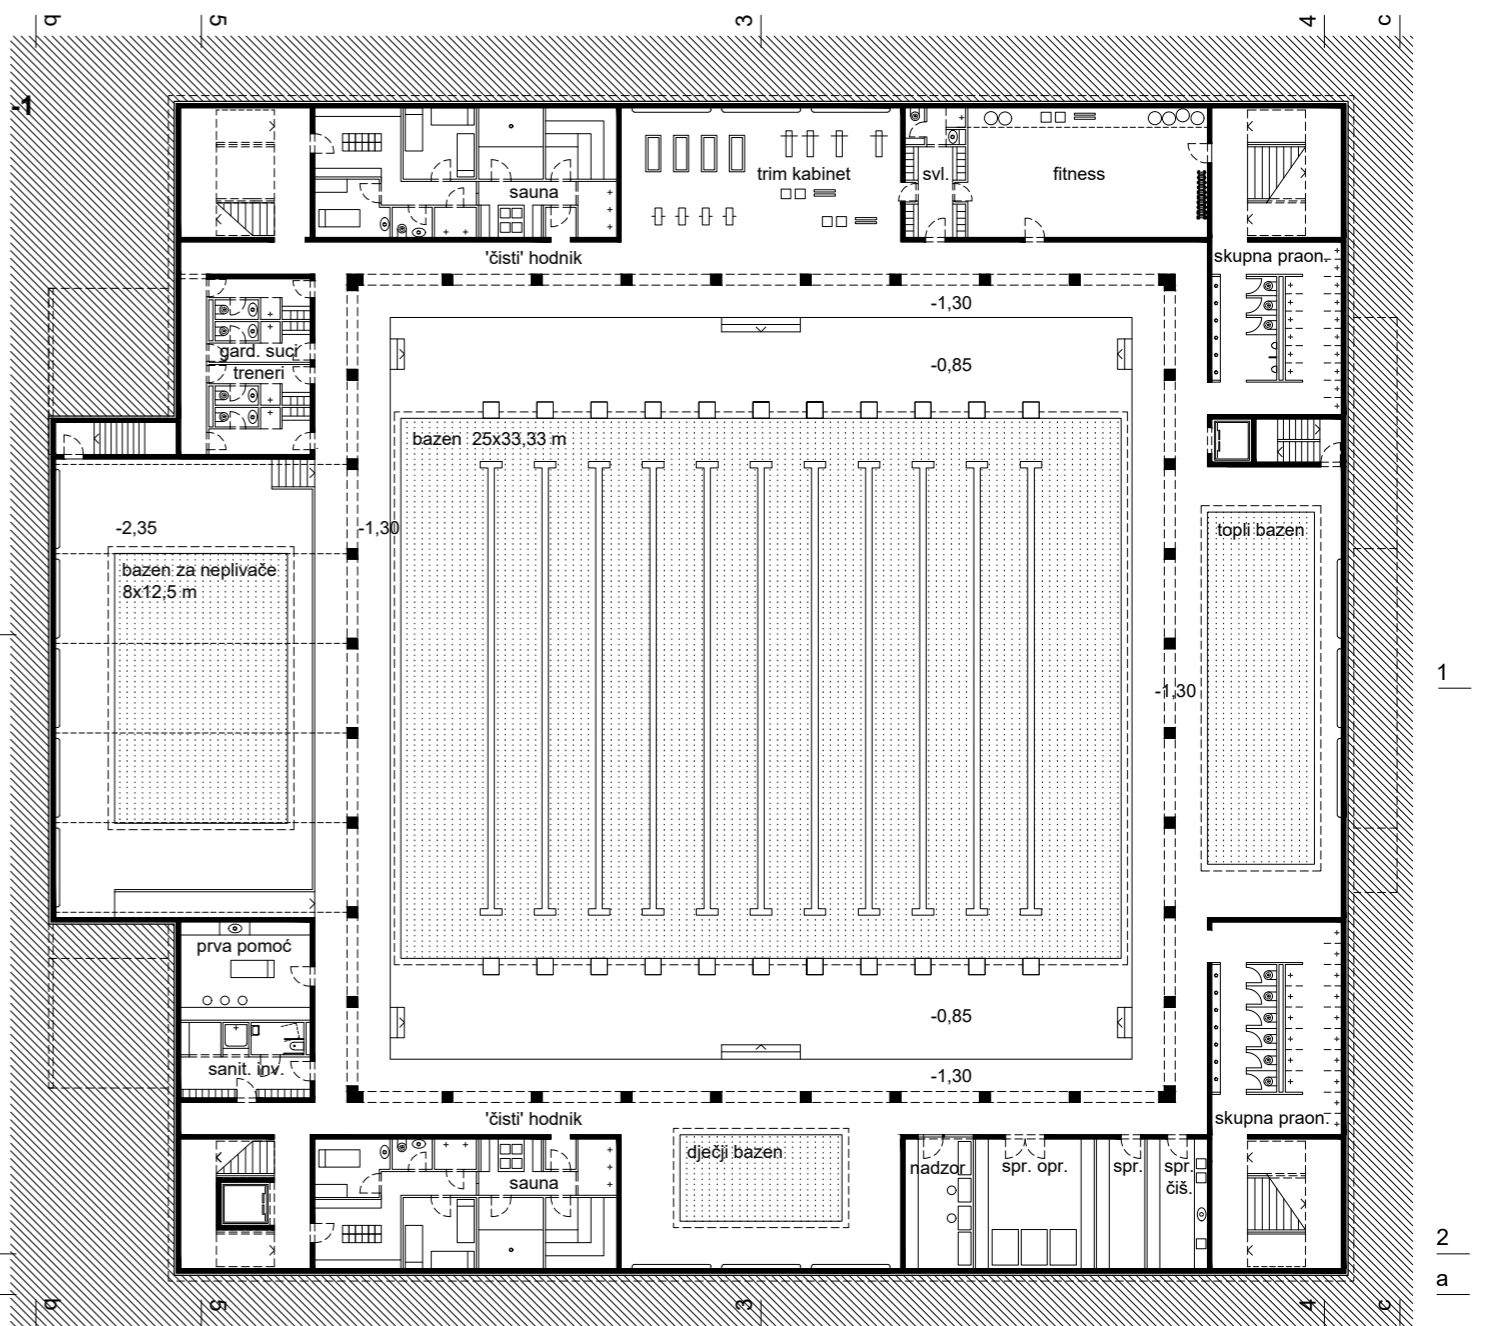 b 5 3 4 c
-1
trim kabinet
svl.
fitness
sauna
'čisti' hodnik
skupna praon.
-1,30
gard. suci
treneri
-0,85
bazen 25x33,33 m
-2,35
-1,30
topli bazen
bazen za neplivače
8x12,5 m
1
-1,30
prva pomoć
-0,85
sanit. inv.
-1,30
'čisti' hodnik
skupna praon.
dječji bazen
nadzor
spr. opr.
spr.
spr.
čiš.
sauna
2
a
b 5 3 4 c